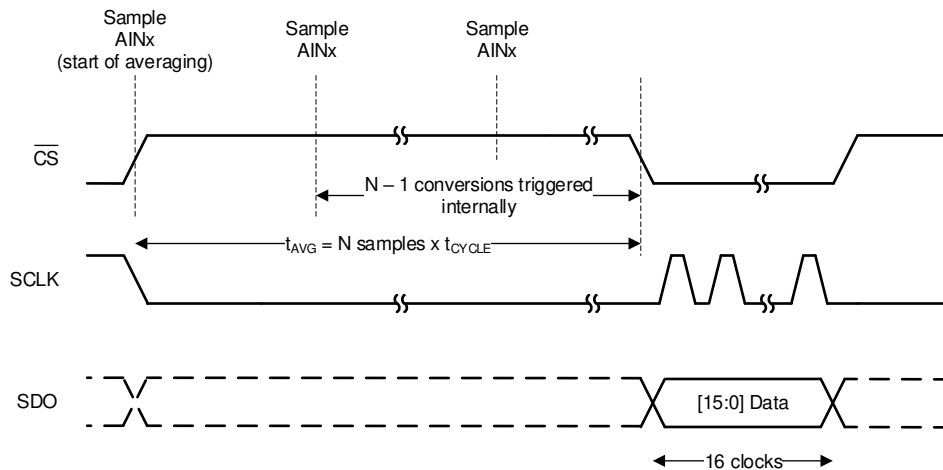 Sample
AINx
(start of averaging)
Sample
AINx
Sample
AINx
CS
N – 1 conversions triggered
internally
tAVG = N samples x tCYCLE
SCLK
SDO
[15:0] Data
16 clocks